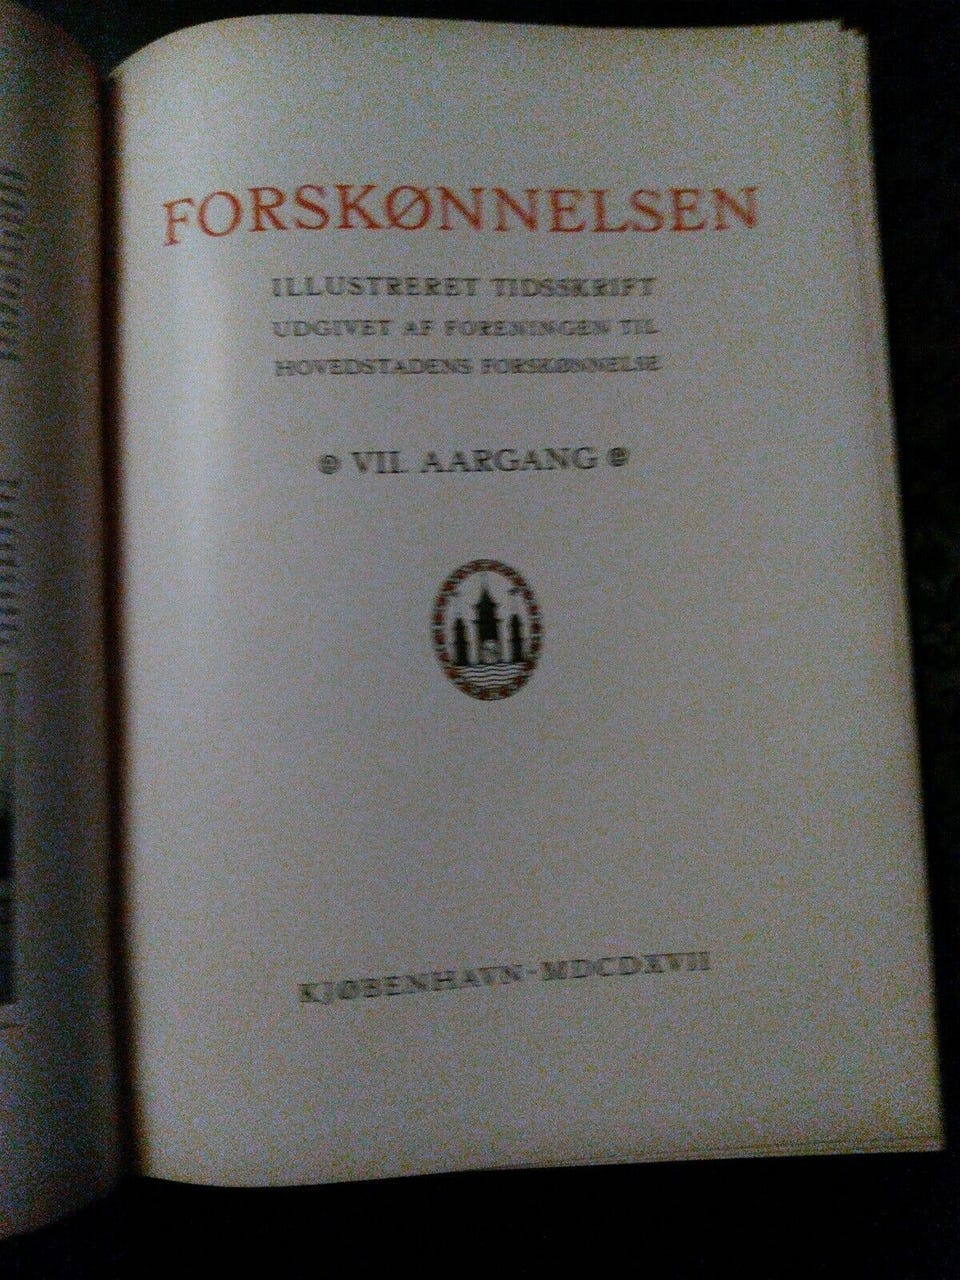 FORSKØNNELSEN
ILLUSTRERET TIDSSKRIFT
UDGIVET AF FORENINGEN TIL
HOVEDSTADENS FORSKØNNELSE
VII. AARGANG
KJØBENHAVN - MDCDXVII